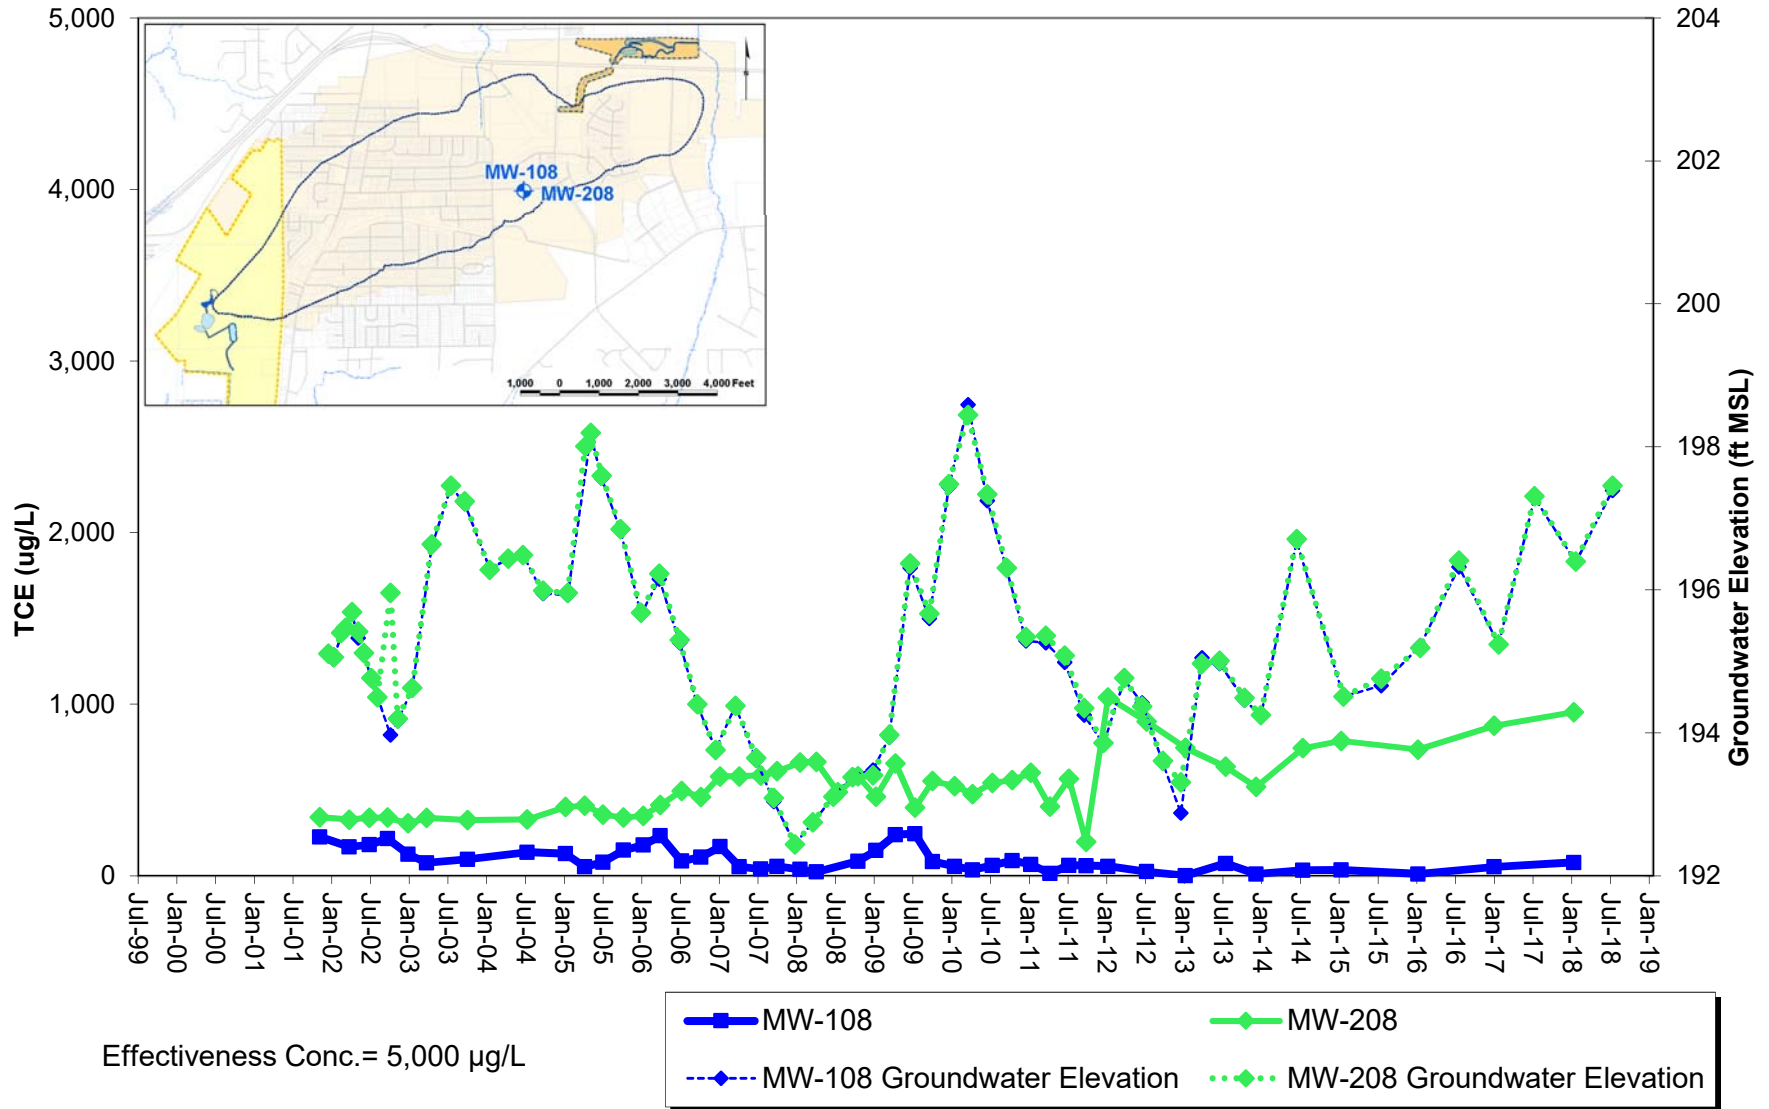 5,000
4,000
3,000
2,000
1,000
0
TCE (ug/L)
204
202
200
198
196
194
192
Groundwater Elevation (ft MSL)
MW-108
MW-208
1,000 0 1,000 2,000 3,000 4,000 Feet
Jul-99
Jan-00
Jul-00
Jan-01
Jul-01
Jan-02
Jul-02
Jan-03
Jul-03
Jan-04
Jul-04
Jan-05
Jul-05
Jan-06
Jul-06
Jan-07
Jul-07
Jan-08
Jul-08
Jan-09
Jul-09
Jan-10
Jul-10
Jan-11
Jul-11
Jan-12
Jul-12
Jan-13
Jul-13
Jan-14
Jul-14
Jan-15
Jul-15
Jan-16
Jul-16
Jan-17
Jul-17
Jan-18
Jul-18
Jan-19
MW-108
MW-208
MW-108 Groundwater Elevation
MW-208 Groundwater Elevation
Effectiveness Conc.= 5,000 µg/L